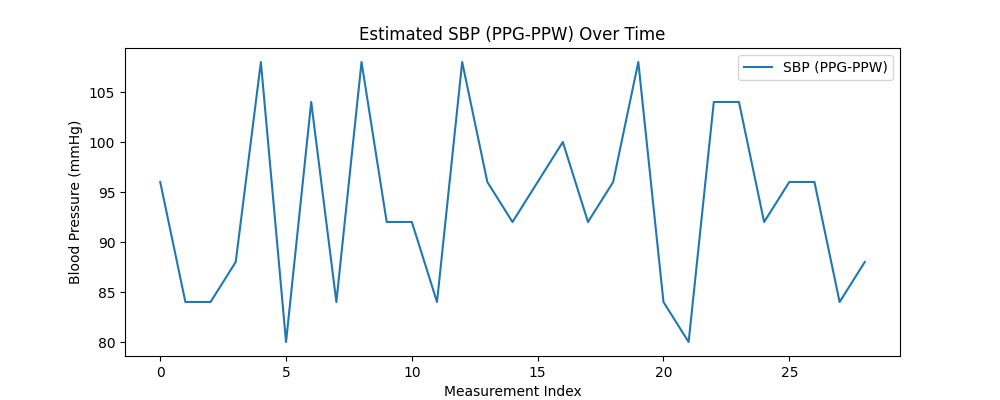 Estimated SBP (PPG-PPW) Over Time
SBP (PPG-PPW)
Blood Pressure (mmHg)
105
100
95
90
85
80
0 5 10 15 20 25
Measurement Index